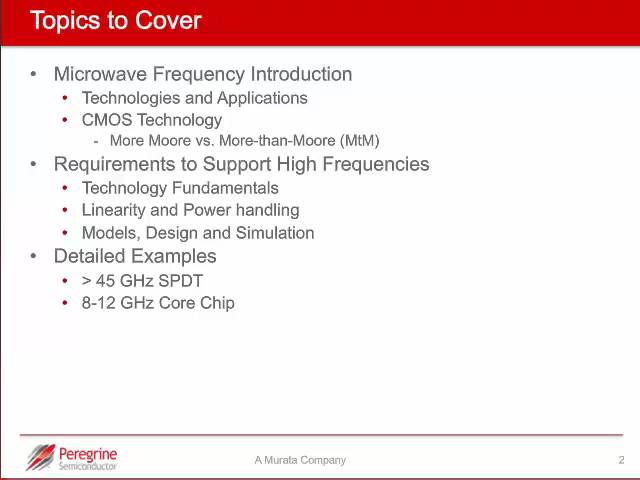 Topics to Cover
• Microwave Frequency Introduction
• Technologies and Applications
• CMOS Technology
- More Moore vs. More-than-Moore (MtM)
• Requirements to Support High Frequencies
• Technology Fundamentals
• Linearity and Power handling
• Models, Design and Simulation
• Detailed Examples
• > 45 GHz SPDT
• 8-12 GHz Core Chip
Peregrine
Semiconductor
A Murata Company
2